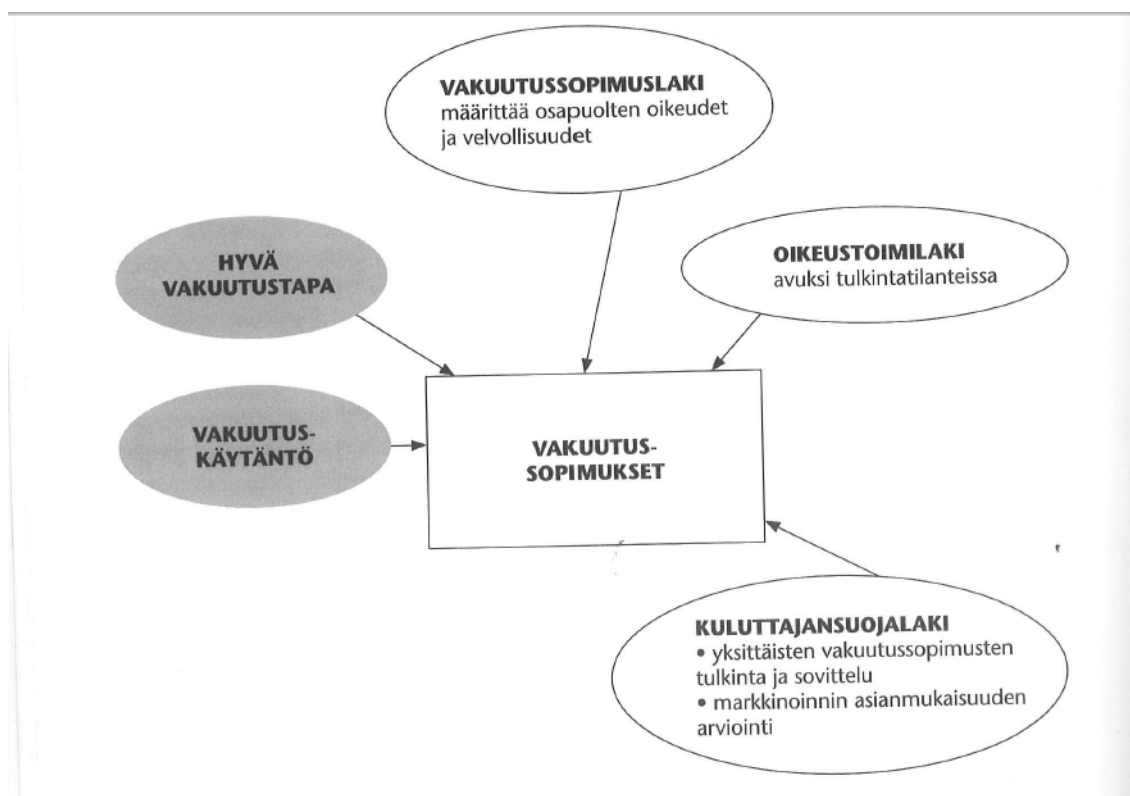 VAKUUTUSSOPIMUSLAKI
määrittää osapuolten oikeudet
ja velvollisuudet
HYVÄ
VAKUUTUSTAPA
OIKEUSTOIMILAKI
avuksi tulkintatilanteissa
VAKUUTUS-
KÄYTÄNTÖ
VAKUUTUS-
SOPIMUKSET
KULUTTAJANSUOJALAKI
• yksittäisten vakuutussopimusten
tulkinta ja sovittelu
• markkinoinnin asianmukaisuuden
arviointi